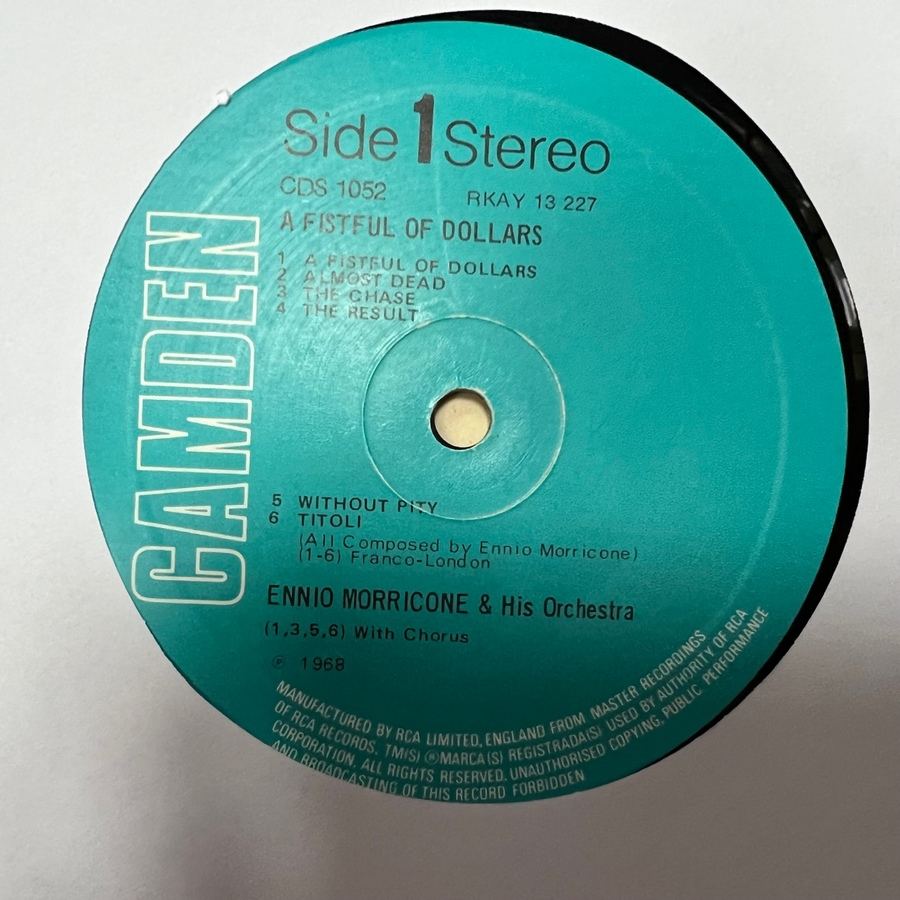 Side 1 Stereo
CDS 1052 RKAY 13 227
A FISTFUL OF DOLLARS
1 A FISTFUL OF DOLLARS
2 ALMOST DEAD
3 THE CHASE
4 THE RESULT
CAMDEN
5 WITHOUT PITY
6 TITOLI
(All Composed by Ennio Morricone)
(1-6) Franco-London
ENNIO MORRICONE & His Orchestra
(1,3,5,6) With Chorus
℗ 1968
MANUFACTURED BY RCA LIMITED, ENGLAND FROM MASTER RECORDINGS
OF RCA RECORDS. TM(S) ®MARCA(S) REGISTRADA(S) USED BY AUTHORITY OF RCA
CORPORATION. ALL RIGHTS RESERVED. UNAUTHORISED COPYING, PUBLIC PERFORMANCE
AND BROADCASTING OF THIS RECORD FORBIDDEN